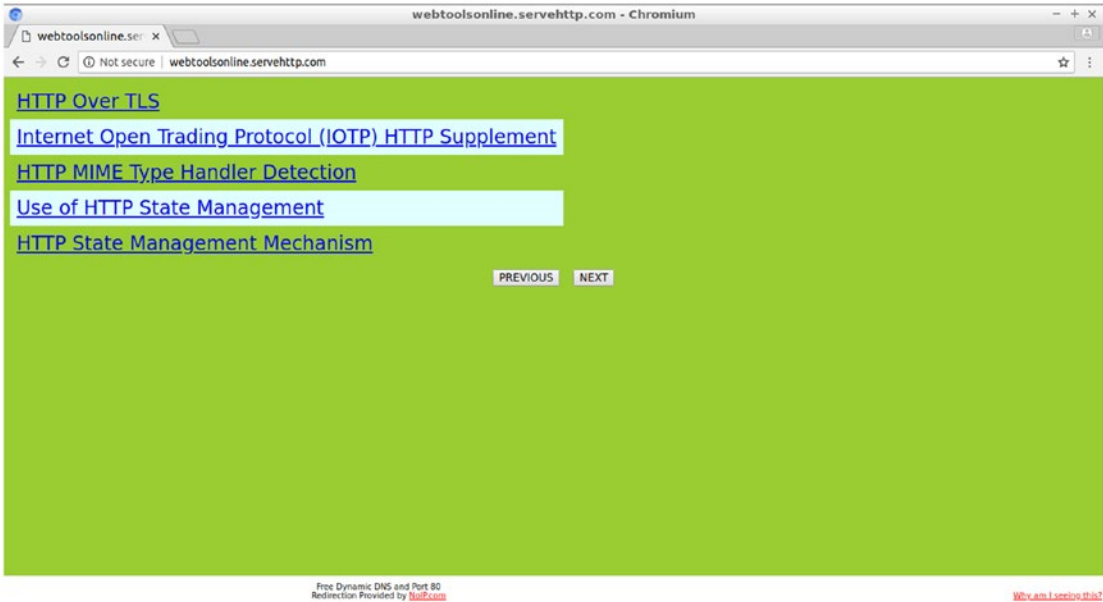 webtoolsonline.servehttp.com - Chromium
webtoolsonline.ser
Not secure | webtoolsonline.servehttp.com
HTTP Over TLS
Internet Open Trading Protocol (IOTP) HTTP Supplement
HTTP MIME Type Handler Detection
Use of HTTP State Management
HTTP State Management Mechanism
PREVIOUS NEXT
Free Dynamic DNS and Port 80
Redirection Provided by NoIP.com
Why am I seeing this?